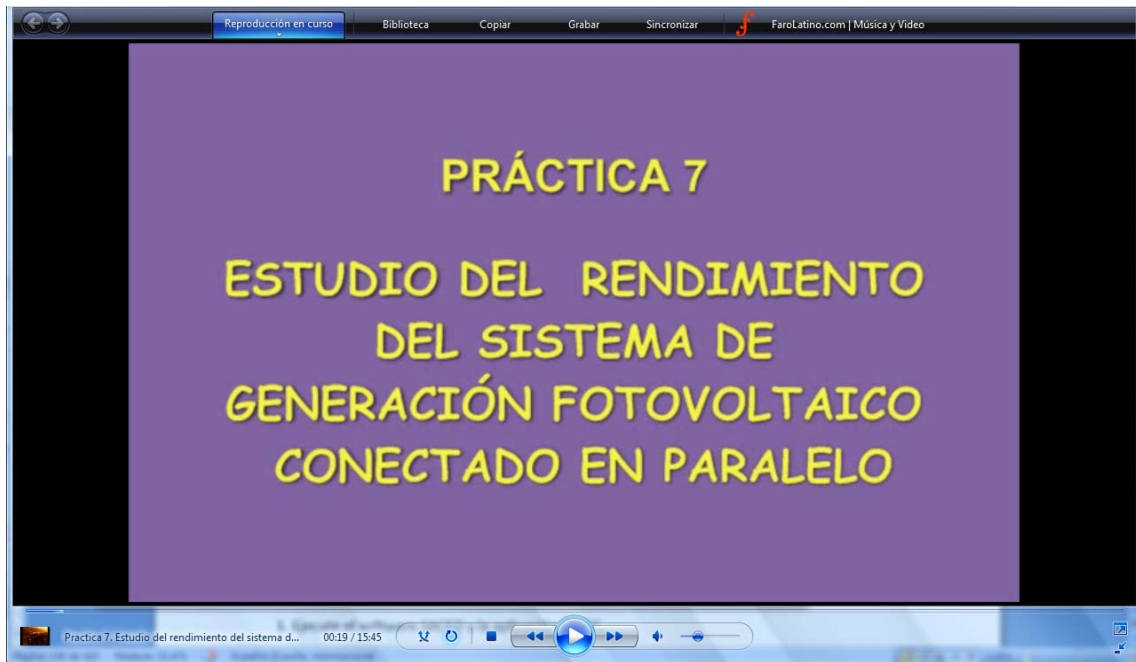 Reproducción en curso Biblioteca Copiar Grabar Sincronizar FaroLatino.com | Música y Video
PRÁCTICA 7
ESTUDIO DEL RENDIMIENTO
DEL SISTEMA DE
GENERACIÓN FOTOVOLTAICO
CONECTADO EN PARALELO
Practica 7. Estudio del rendimiento del sistema d... 00:19 / 15:45